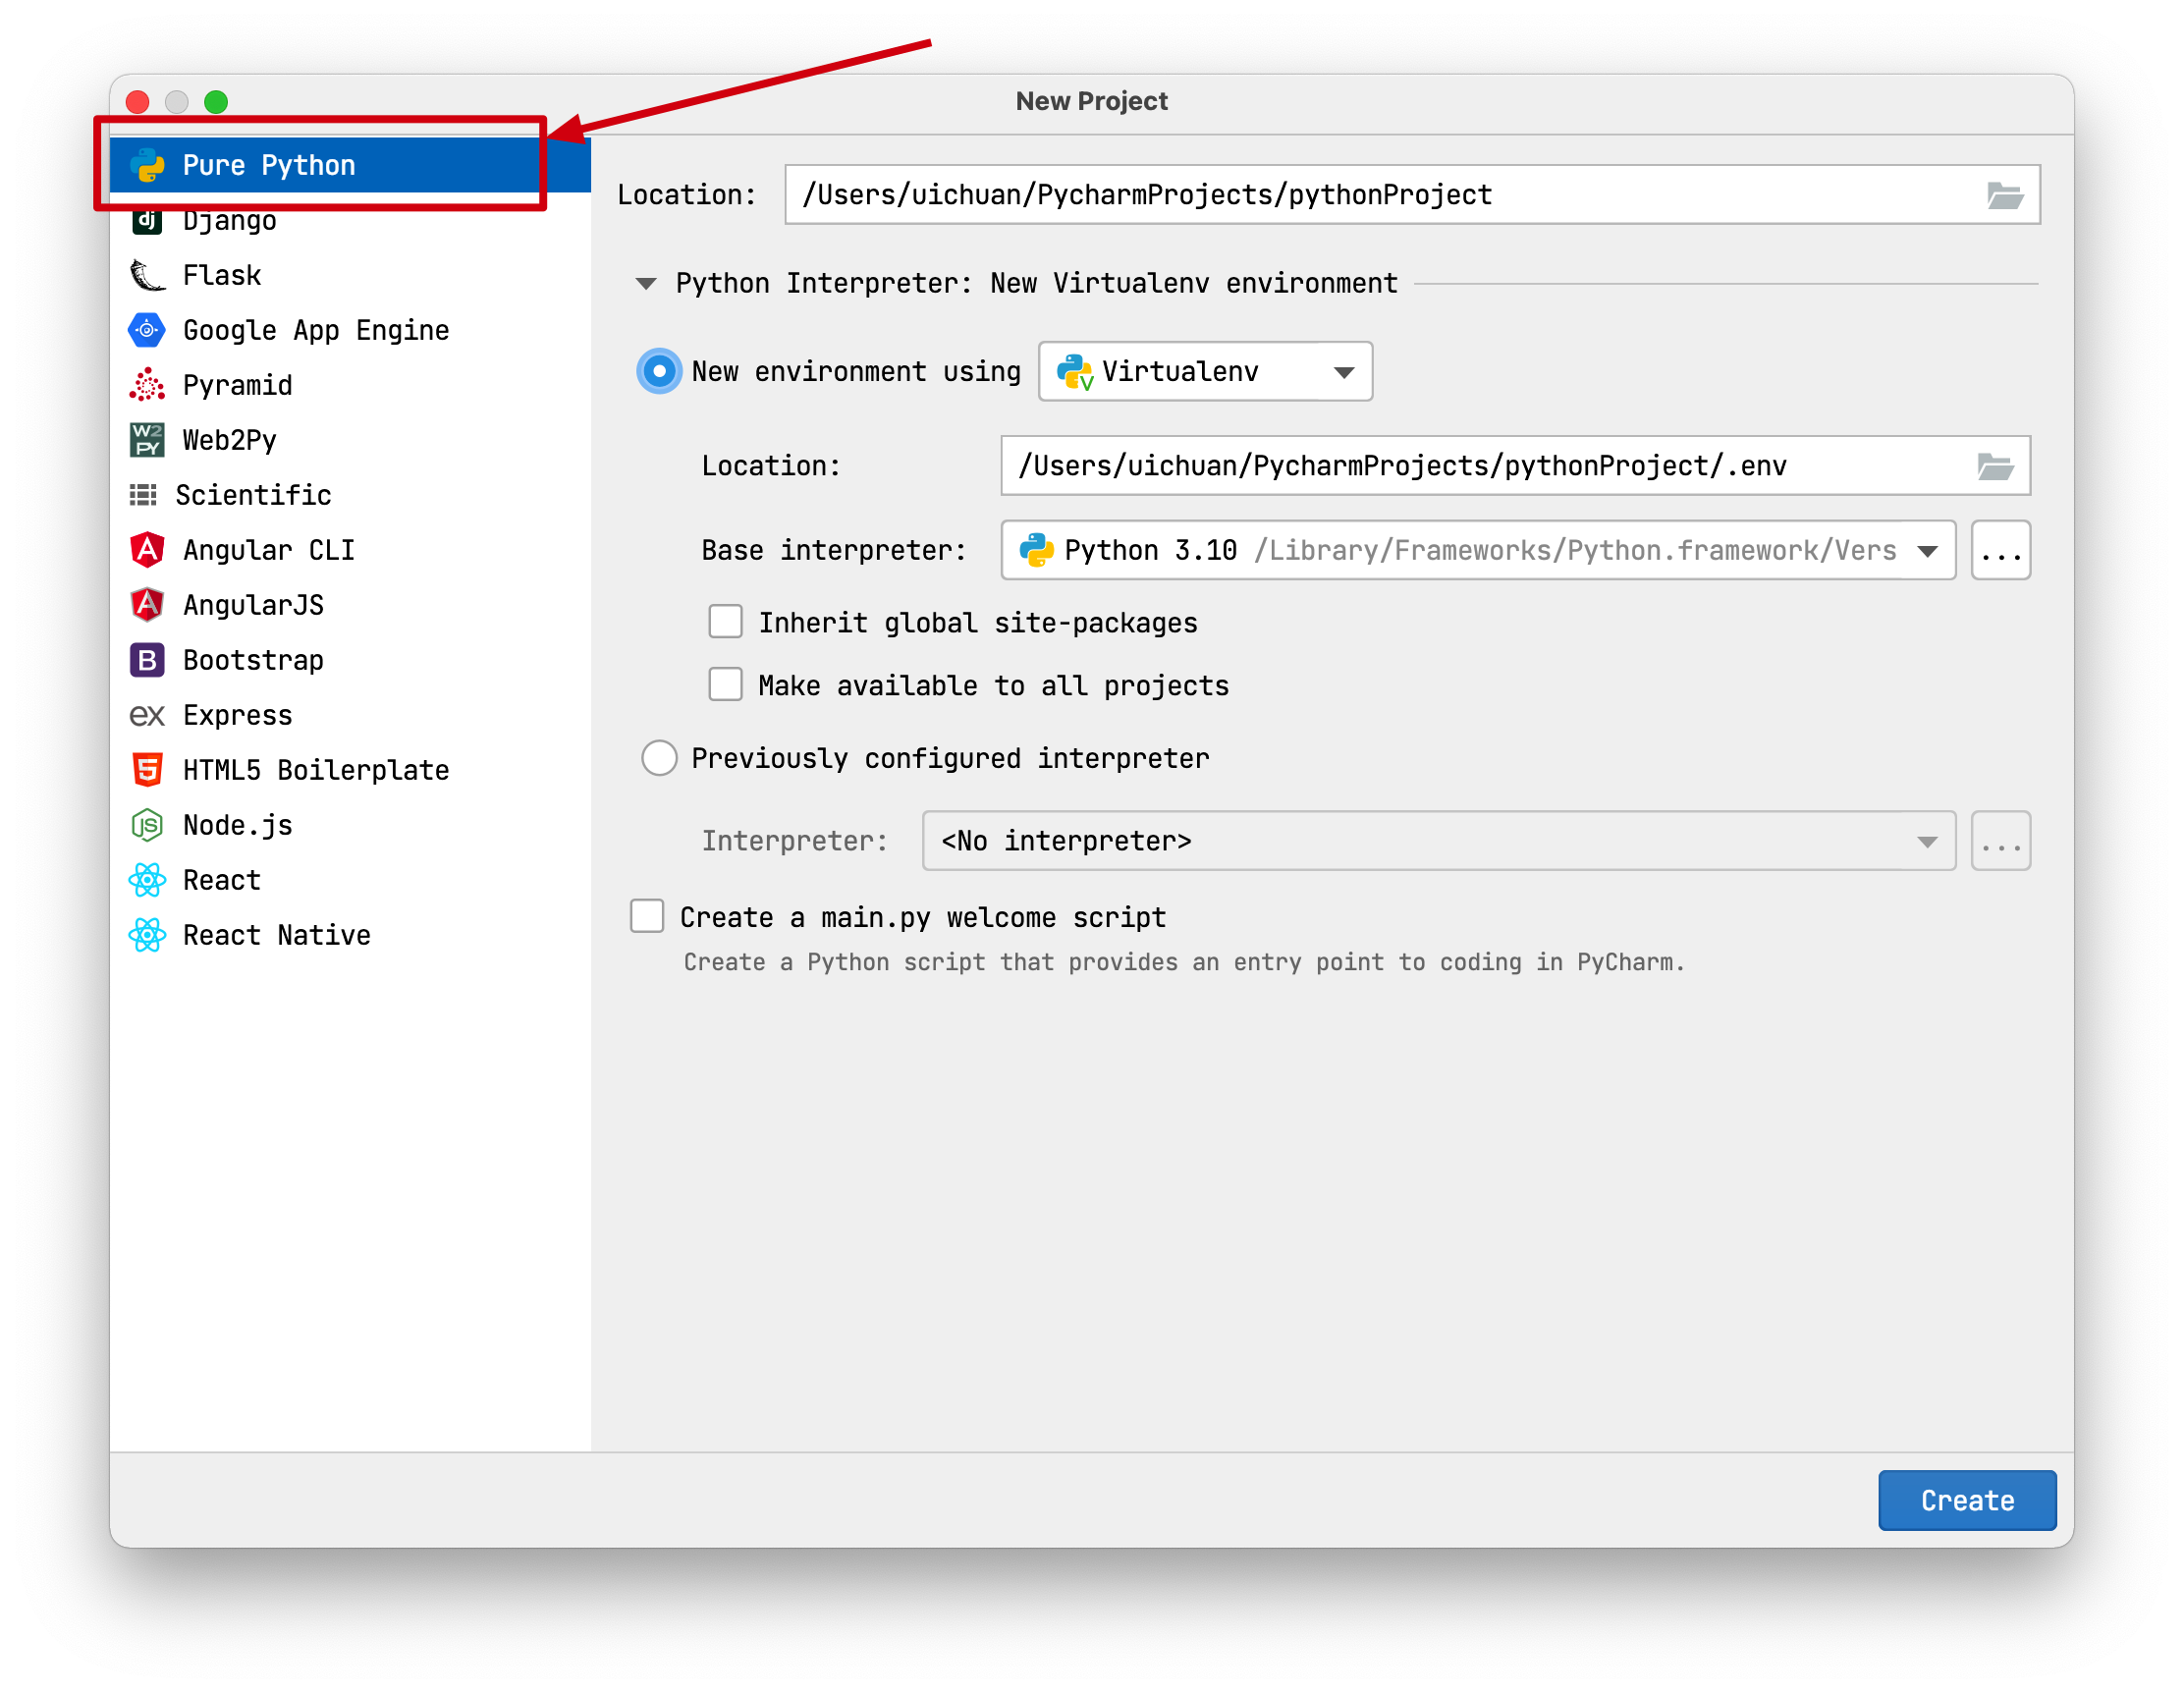 New Project
Pure Python
Django
Flask
Google App Engine
Pyramid
Web2Py
Scientific
Angular CLI
AngularJS
Bootstrap
Express
HTML5 Boilerplate
Node.js
React
React Native
Location: /Users/uichuan/PycharmProjects/pythonProject
Python Interpreter: New Virtualenv environment
New environment using Virtualenv
Location: /Users/uichuan/PycharmProjects/pythonProject/.env
Base interpreter: Python 3.10 /Library/Frameworks/Python.framework/Vers ...
Inherit global site-packages
Make available to all projects
Previously configured interpreter
Interpreter: <No interpreter> ...
Create a main.py welcome script
Create a Python script that provides an entry point to coding in PyCharm.
Create